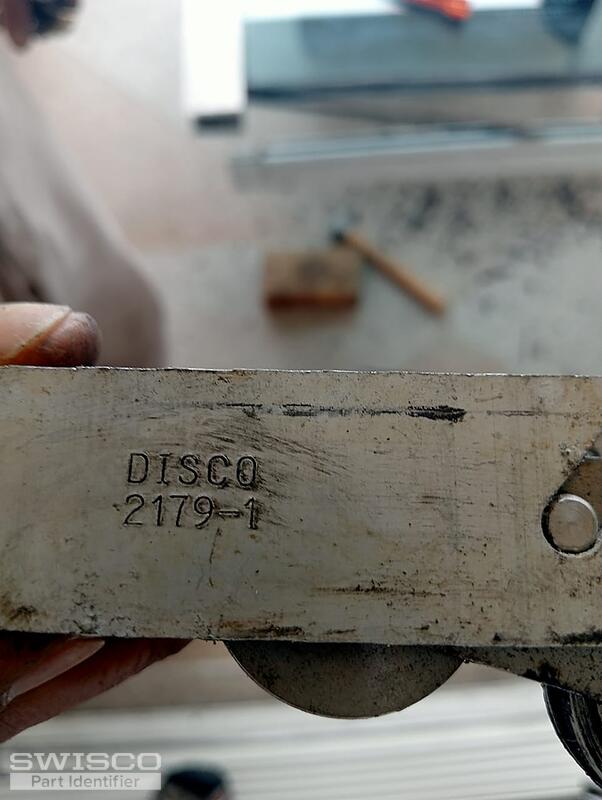 DISCO
2179-1
SWISCO
Part Identifier